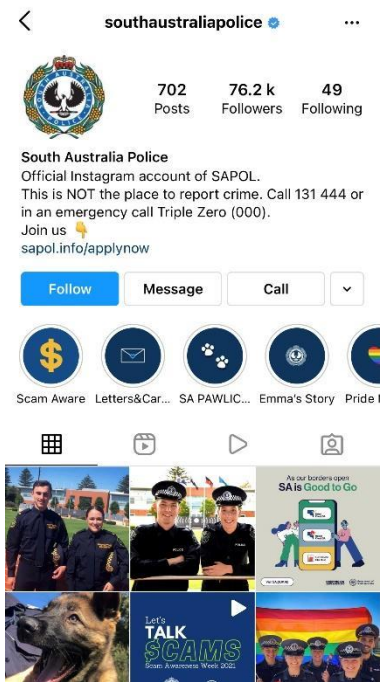 southaustraliapolice
702 76.2 k 49
Posts Followers Following
South Australia Police
Official Instagram account of SAPOL.
This is NOT the place to report crime. Call 131 444 or
in an emergency call Triple Zero (000).
Join us
sapol.info/applynow
Follow Message Call
$
Scam Aware Letters&Car... SA PAWLIC... Emma's Story Pride
As our borders open
SA is Good to Go
Let's
TALK
$CAMS
Scam Awareness Week 2021